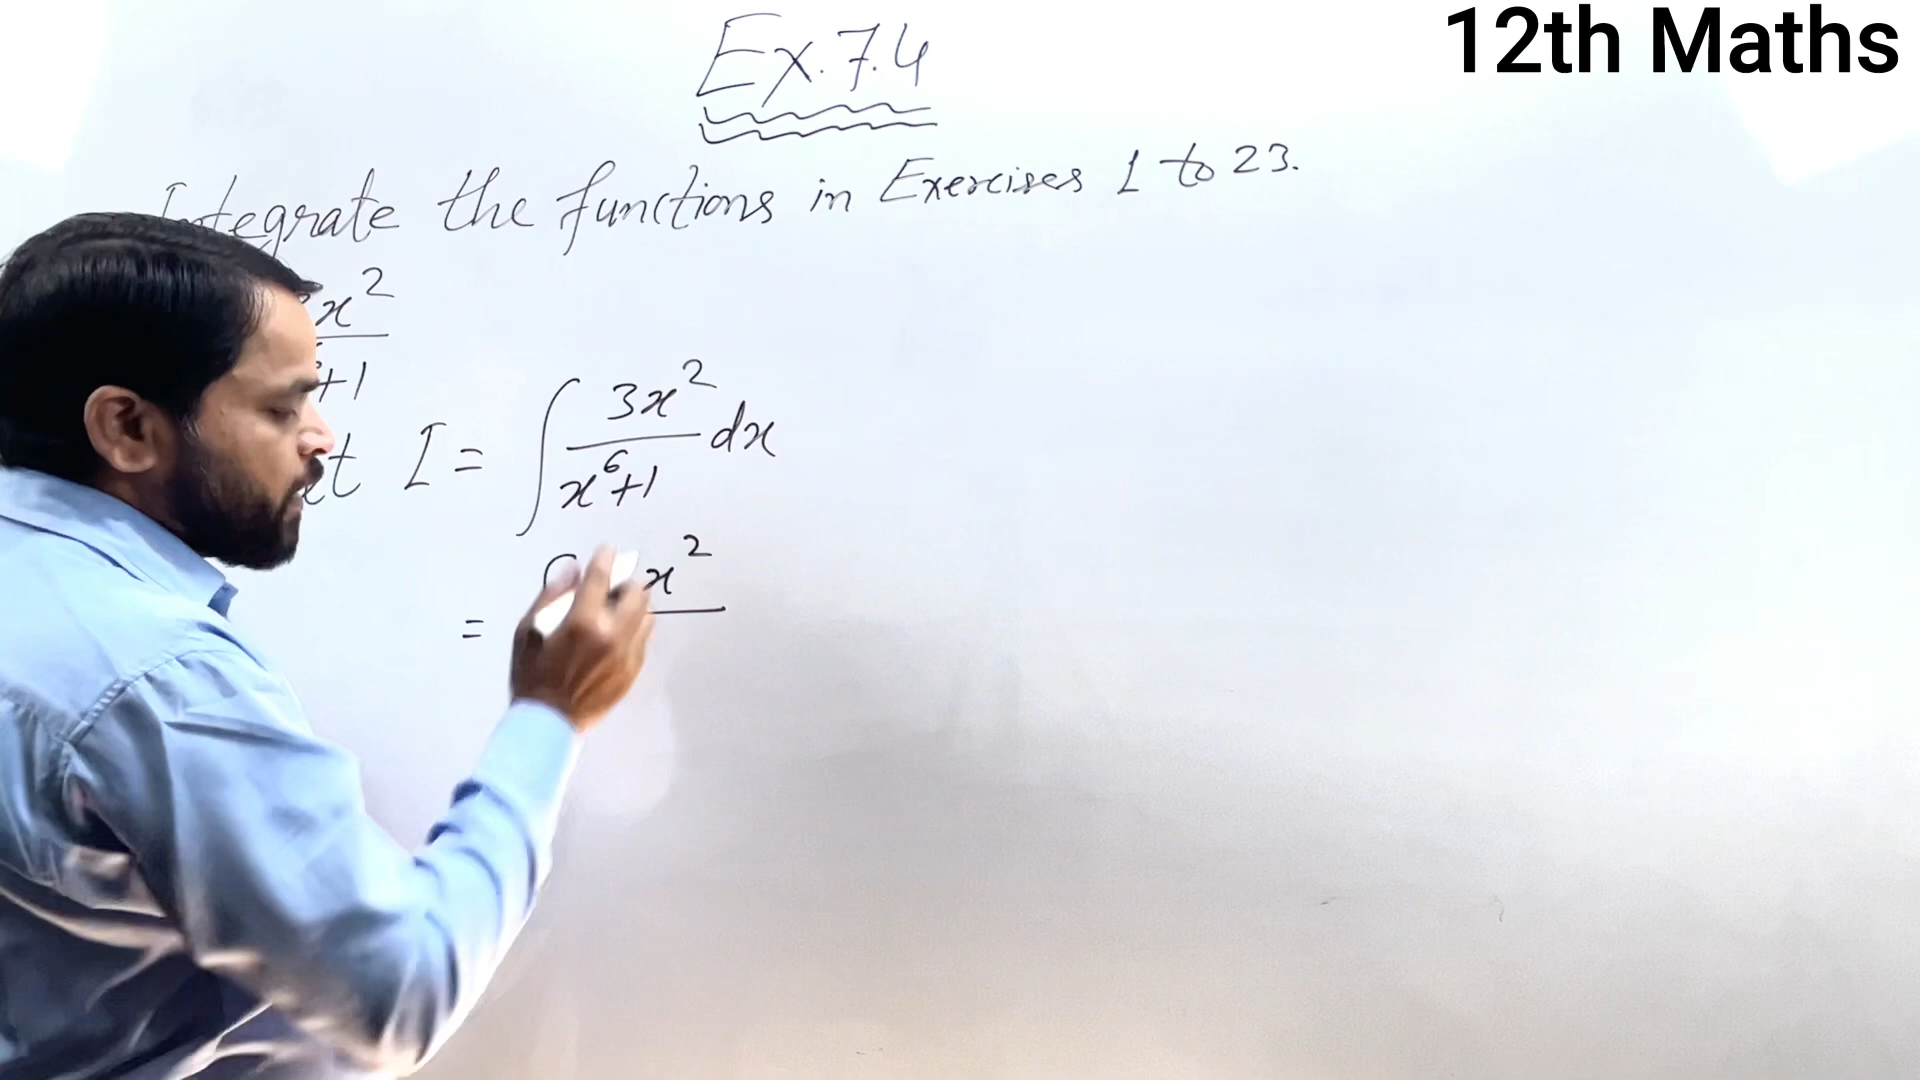 12th Maths
Ex. 7.4
Integrate the functions in Exercises 1 to 23.
x²
+1
I = ∫ 3x² / x⁶+1 dx
= x²